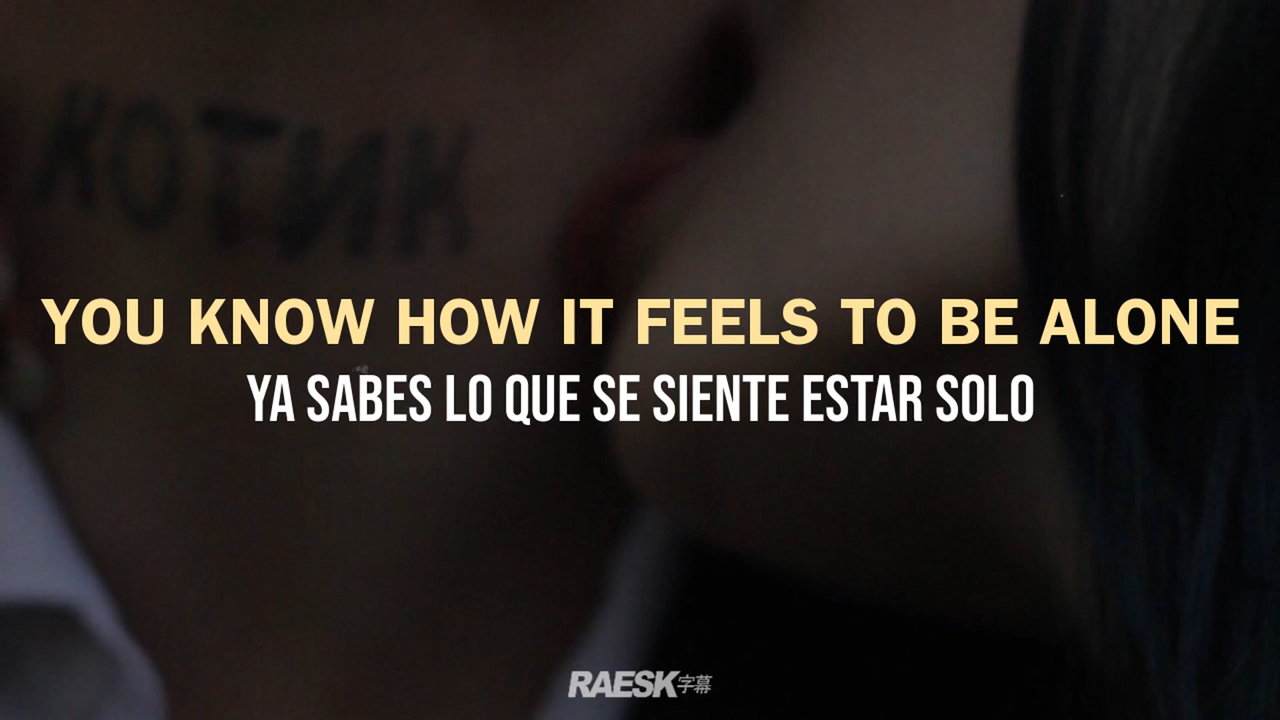 КОТИК
YOU KNOW HOW IT FEELS TO BE ALONE
YA SABES LO QUE SE SIENTE ESTAR SOLO
RAESK字幕